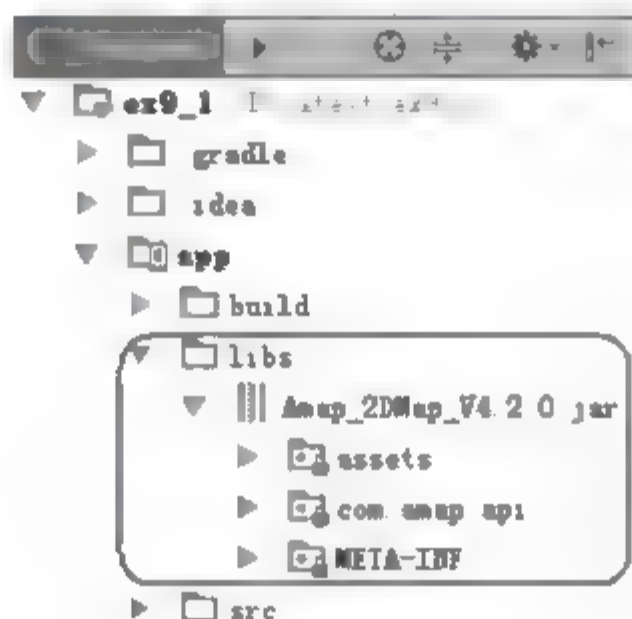 ex9_1
gradle
idea
app
build
libs
Amap_2DMap_V4.2.0.jar
assets
com.amap.api
META-INF
src